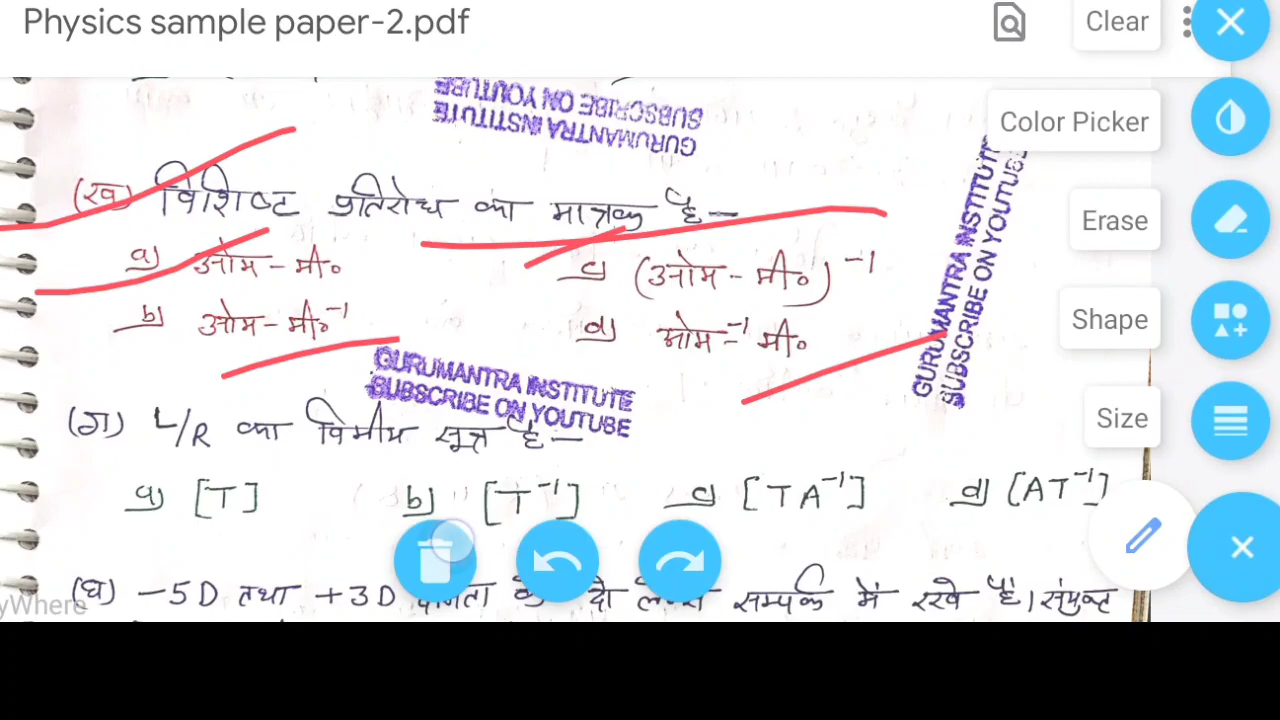 Physics sample paper-2.pdf
Clear
Color Picker
Erase
Shape
Size
GURUMANTRA INSTITUTE
SUBSCRIBE ON YOUTUBE
(ख) विशिष्ट प्रतिरोध का मात्रक है-
a) ओम - मी०
c) (ओम - मी०)⁻¹
b) ओम - मी०⁻¹
d) ओम⁻¹ - मी०
GURUMANTRA INSTITUTE
SUBSCRIBE ON YOUTUBE
GURUMANTRA INSTITUTE
SUBSCRIBE ON YOUTUBE
(ग) L/R का विमीय सूत्र है-
a) [T] b) [T⁻¹] c) [TA⁻¹] d) [AT⁻¹]
(घ) -5D तथा +3D दो सम्पर्क में रखे हैं। संयुक्त